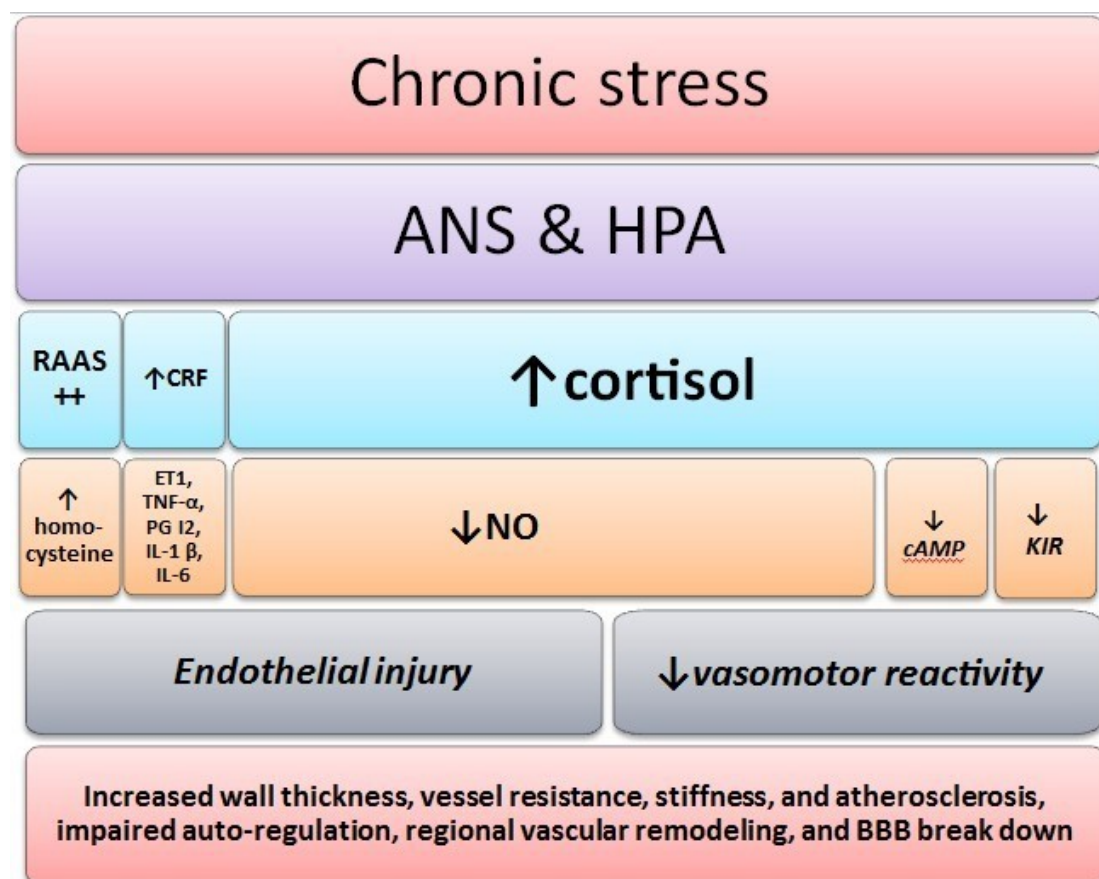 Chronic stress
ANS & HPA
RAAS
++
↑CRF
↑cortisol
↑
homo-
cysteine
ET1,
TNF-α,
PG I2,
IL-1 β,
IL-6
↓NO
↓
cAMP
↓
KIR
Endothelial injury
↓vasomotor reactivity
Increased wall thickness, vessel resistance, stiffness, and atherosclerosis,
impaired auto-regulation, regional vascular remodeling, and BBB break down